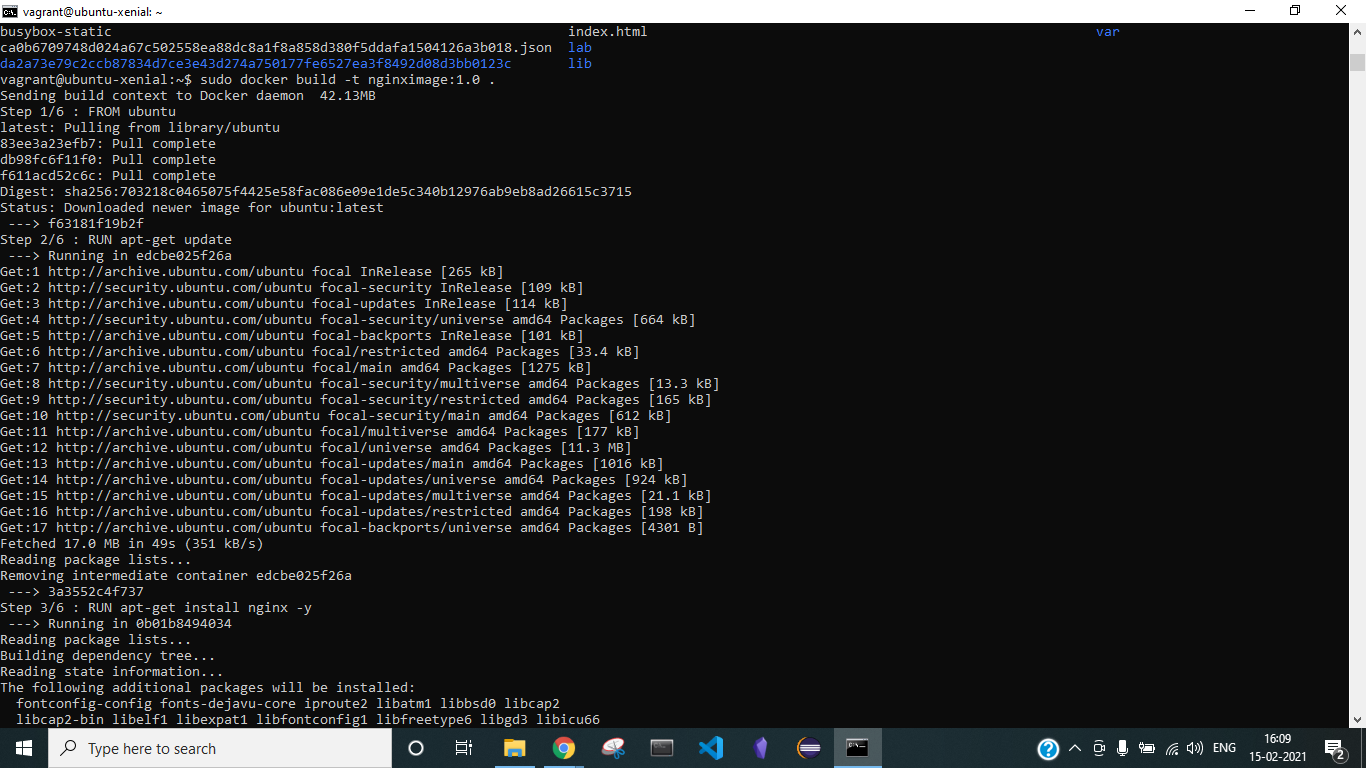 vagrant@ubuntu-xenial: ~
busybox-static index.html var
ca0b6709748d024a67c502558ea88dc8a1f8a858d380f5ddafa1504126a3b018.json lab
da2a73e79c2ccb87834d7ce3e43d274a750177fe6527ea3f8492d08d3bb0123c lib
vagrant@ubuntu-xenial:~$ sudo docker build -t nginximage:1.0 .
Sending build context to Docker daemon  42.13MB
Step 1/6 : FROM ubuntu
latest: Pulling from library/ubuntu
83ee3a23efb7: Pull complete
db98fc6f11f0: Pull complete
f611acd52c6c: Pull complete
Digest: sha256:703218c0465075f4425e58fac086e09e1de5c340b12976ab9eb8ad26615c3715
Status: Downloaded newer image for ubuntu:latest
 ---> f63181f19b2f
Step 2/6 : RUN apt-get update
 ---> Running in edcbe025f26a
Get:1 http://archive.ubuntu.com/ubuntu focal InRelease [265 kB]
Get:2 http://security.ubuntu.com/ubuntu focal-security InRelease [109 kB]
Get:3 http://archive.ubuntu.com/ubuntu focal-updates InRelease [114 kB]
Get:4 http://security.ubuntu.com/ubuntu focal-security/universe amd64 Packages [664 kB]
Get:5 http://archive.ubuntu.com/ubuntu focal-backports InRelease [101 kB]
Get:6 http://archive.ubuntu.com/ubuntu focal/restricted amd64 Packages [33.4 kB]
Get:7 http://archive.ubuntu.com/ubuntu focal/main amd64 Packages [1275 kB]
Get:8 http://security.ubuntu.com/ubuntu focal-security/multiverse amd64 Packages [13.3 kB]
Get:9 http://security.ubuntu.com/ubuntu focal-security/restricted amd64 Packages [165 kB]
Get:10 http://security.ubuntu.com/ubuntu focal-security/main amd64 Packages [612 kB]
Get:11 http://archive.ubuntu.com/ubuntu focal/multiverse amd64 Packages [177 kB]
Get:12 http://archive.ubuntu.com/ubuntu focal/universe amd64 Packages [11.3 MB]
Get:13 http://archive.ubuntu.com/ubuntu focal-updates/main amd64 Packages [1016 kB]
Get:14 http://archive.ubuntu.com/ubuntu focal-updates/universe amd64 Packages [924 kB]
Get:15 http://archive.ubuntu.com/ubuntu focal-updates/multiverse amd64 Packages [21.1 kB]
Get:16 http://archive.ubuntu.com/ubuntu focal-updates/restricted amd64 Packages [198 kB]
Get:17 http://archive.ubuntu.com/ubuntu focal-backports/universe amd64 Packages [4301 B]
Fetched 17.0 MB in 49s (351 kB/s)
Reading package lists...
Removing intermediate container edcbe025f26a
 ---> 3a3552c4f737
Step 3/6 : RUN apt-get install nginx -y
 ---> Running in 0b01b8494034
Reading package lists...
Building dependency tree...
Reading state information...
The following additional packages will be installed:
  fontconfig-config fonts-dejavu-core iproute2 libatm1 libbsd0 libcap2
  libcap2-bin libelf1 libexpat1 libfontconfig1 libfreetype6 libgd3 libicu66
Type here to search
ENG
16:09
15-02-2021
2